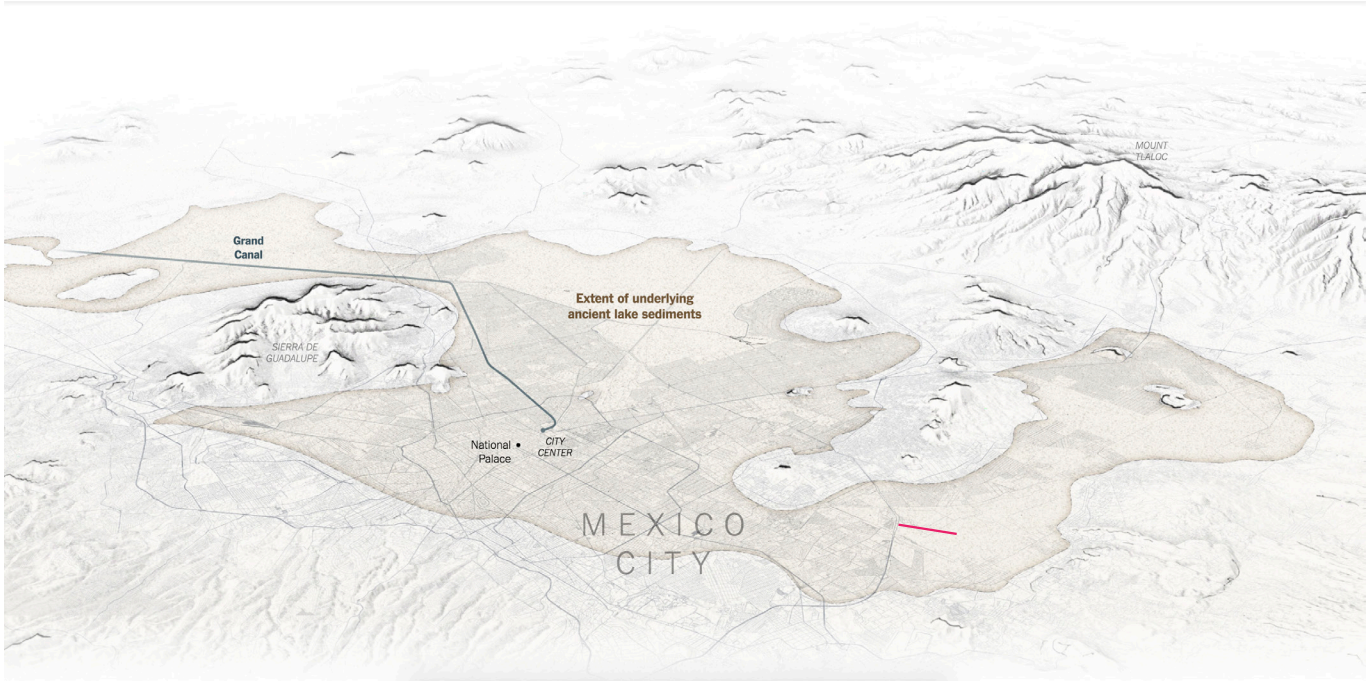 MOUNT
TLALOC
Grand
Canal
Extent of underlying
ancient lake sediments
SIERRA DE
GUADALUPE
National
Palace
CITY
CENTER
MEXICO
CITY